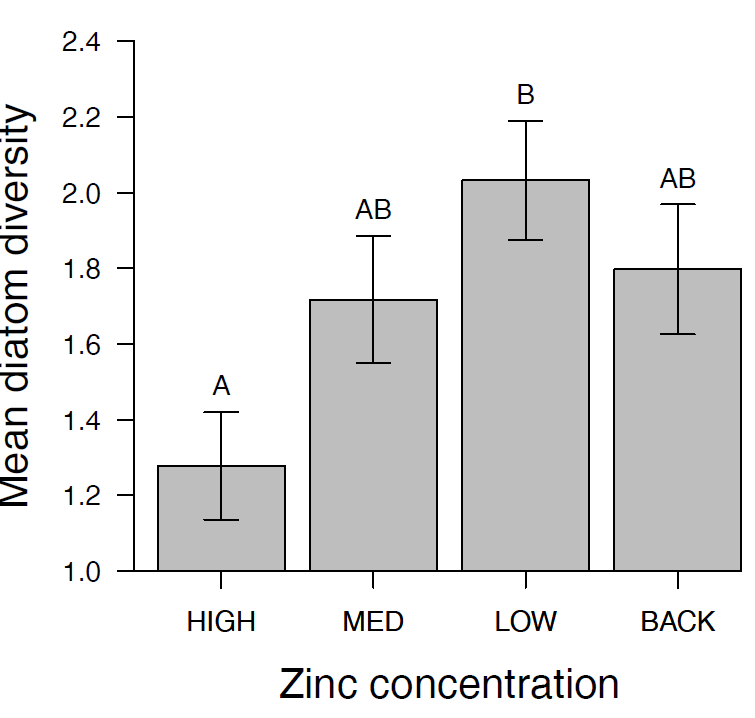 Mean diatom diversity
2.4
2.2
2.0
1.8
1.6
1.4
1.2
1.0
A
AB
B
AB
HIGH MED LOW BACK
Zinc concentration